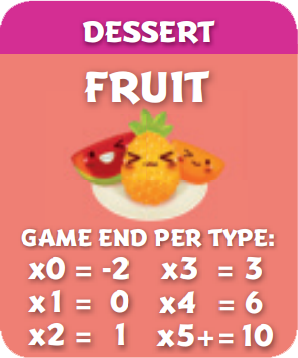 DESSERT
FRUIT
GAME END PER TYPE:
x0 = -2 x3 = 3
x1 = 0 x4 = 6
x2 = 1 x5+= 10